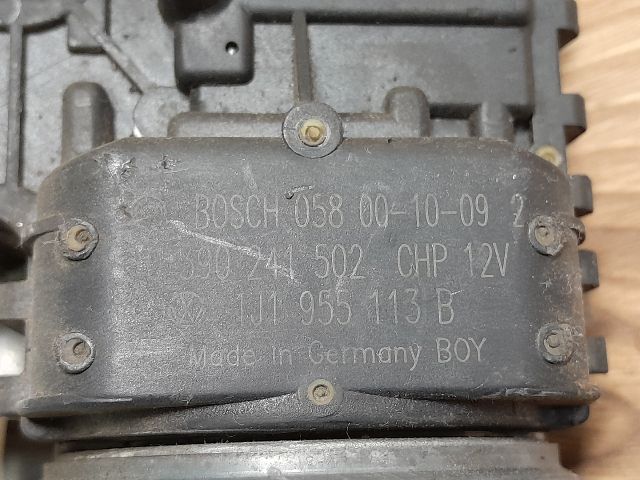 BOSCH 058 00-10-09 2
390 241 502 CHP 12V
1J1 955 113 B
Made in Germany BOY